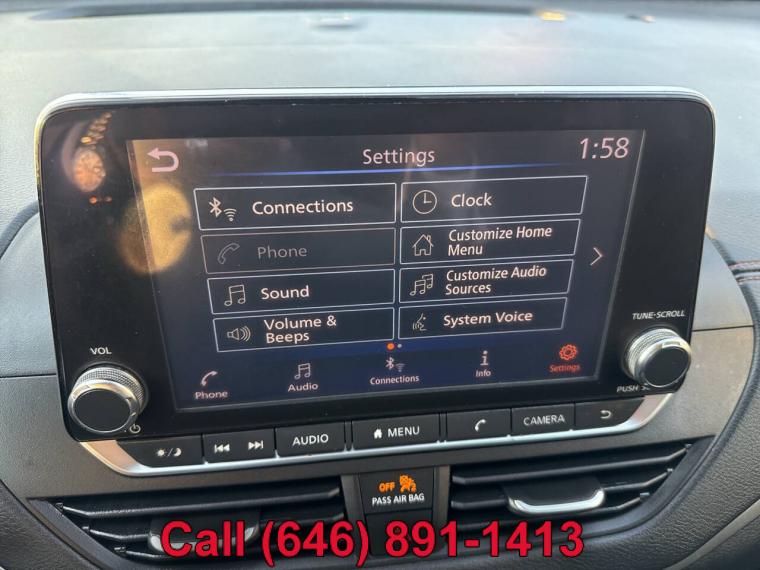 Settings
1:58
Connections
Clock
Phone
Customize Home
Menu
Sound
Customize Audio
Sources
Volume &
Beeps
System Voice
Phone
Audio
Connections
Info
Settings
VOL
TUNE•SCROLL
PUSH
AUDIO
MENU
CAMERA
OFF
PASS AIR BAG
Call (646) 891-1413